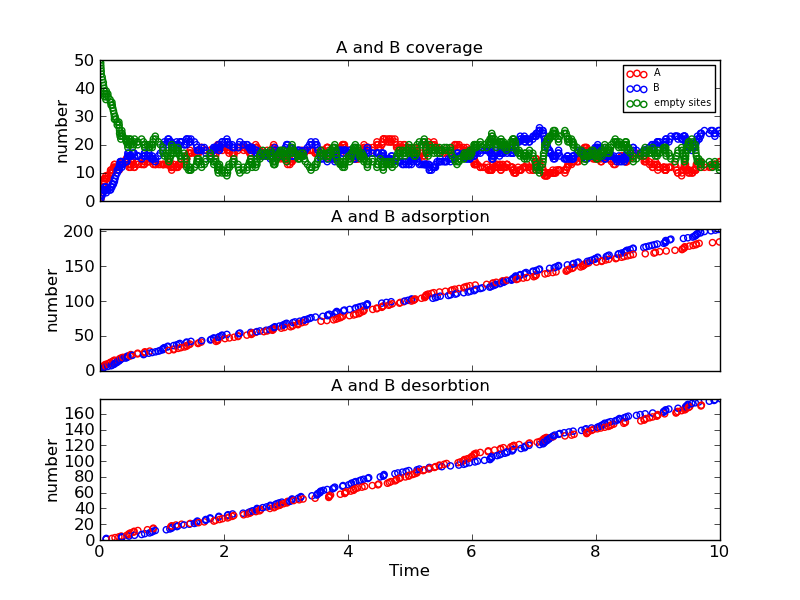 A and B coverage
50
40
30
20
10
0
number
A
B
empty sites
A and B adsorption
200
150
100
50
0
number
A and B desorbtion
160
140
120
100
80
60
40
20
0
number
0 2 4 6 8 10
Time